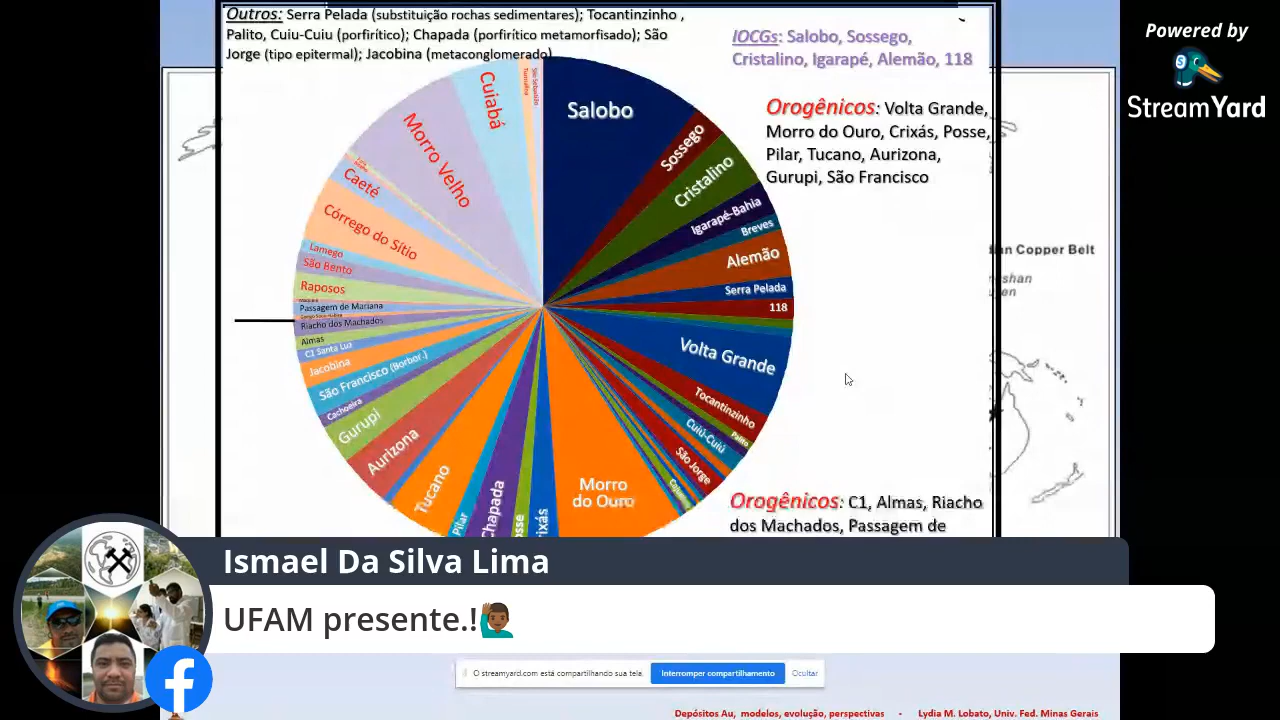 Outros: Serra Pelada (substituição rochas sedimentares); Tocantinzinho ,
Palito, Cuiu-Cuiu (porfirítico); Chapada (porfirítico metamorfisado); São
Jorge (tipo epitermal); Jacobina (metaconglomerado)
IOCGs: Salobo, Sossego,
Cristalino, Igarapé, Alemão, 118
Orogênicos: Volta Grande,
Morro do Ouro, Crixás, Posse,
Pilar, Tucano, Aurizona,
Gurupi, São Francisco
Powered by
StreamYard
Salobo
Sossego
Cristalino
Igarapé-Bahia
Breves
Alemão
Serra Pelada
118
Volta Grande
Tocantinzinho
Palito
Cuiú-Cuiú
São Jorge
Morro
do Ouro
rixás
sse
Chapada
Pilar
Tucano
Aurizona
Gurupi
Cachoeira
São Francisco (Borbor.)
Jacobina
C1 Santa Luz
Almas
Riacho dos Machados
Passagem de Mariana
Raposos
São Bento
Lamego
Córrego do Sítio
Caeté
Morro Velho
Cuiabá
São Sebastião
Turmalina
an Copper Belt
Orogênicos: C1, Almas, Riacho
dos Machados, Passagem de
Ismael Da Silva Lima
UFAM presente.!🙋🏾‍♂️
O streamyard.com está compartilhando sua tela.
Interromper compartilhamento
Ocultar
Depósitos Au, modelos, evolução, perspectivas - Lydia M. Lobato, Univ. Fed. Minas Gerais